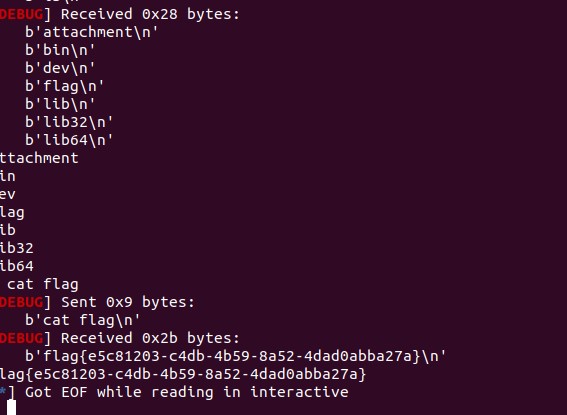 DEBUG] Received 0x28 bytes:
b'attachment\n'
b'bin\n'
b'dev\n'
b'flag\n'
b'lib\n'
b'lib32\n'
b'lib64\n'
ttachment
in
ev
lag
ib
ib32
ib64
cat flag
DEBUG] Sent 0x9 bytes:
b'cat flag\n'
DEBUG] Received 0x2b bytes:
b'flag{e5c81203-c4db-4b59-8a52-4dad0abba27a}\n'
lag{e5c81203-c4db-4b59-8a52-4dad0abba27a}
*] Got EOF while reading in interactive